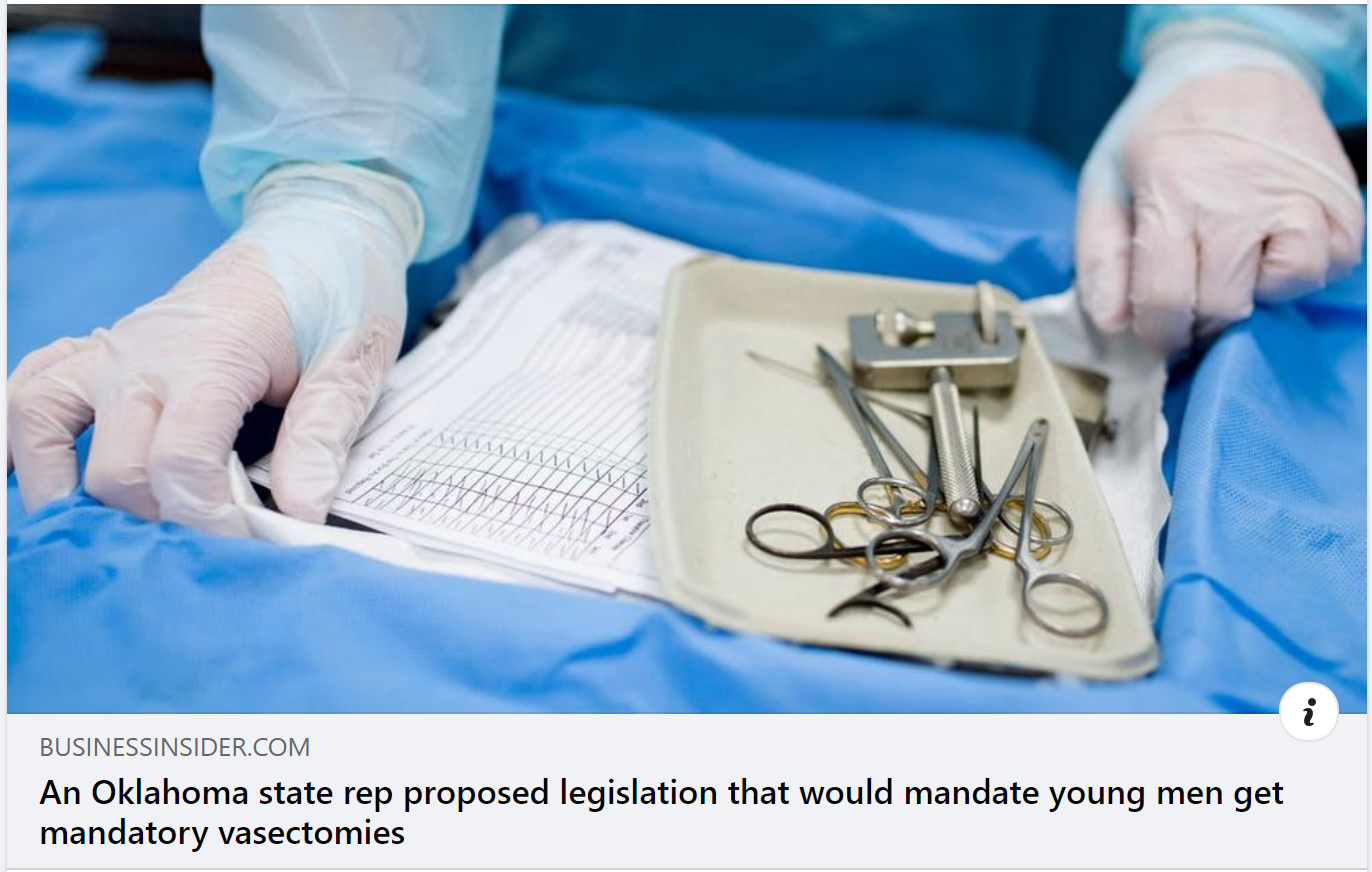 BUSINESSINSIDER.COM
An Oklahoma state rep proposed legislation that would mandate young men get
mandatory vasectomies